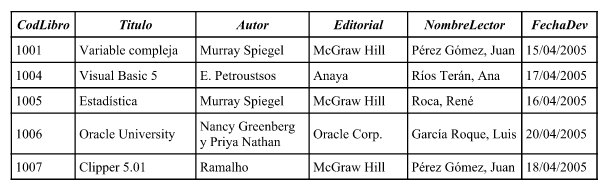 CodLibro Titulo Autor Editorial NombreLector FechaDev
1001 Variable compleja Murray Spiegel McGraw Hill Pérez Gómez, Juan 15/04/2005
1004 Visual Basic 5 E. Petroustsos Anaya Ríos Terán, Ana 17/04/2005
1005 Estadística Murray Spiegel McGraw Hill Roca, René 16/04/2005
1006 Oracle University Nancy Greenberg y Priya Nathan Oracle Corp. García Roque, Luis 20/04/2005
1007 Clipper 5.01 Ramalho McGraw Hill Pérez Gómez, Juan 18/04/2005